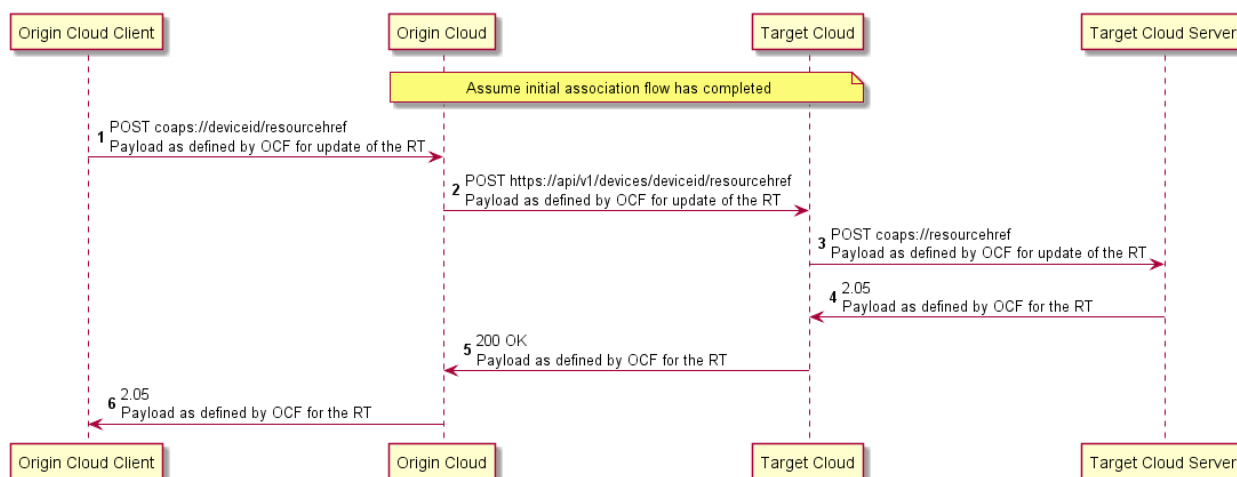 Origin Cloud Client
Origin Cloud
Target Cloud
Target Cloud Server
Assume initial association flow has completed
1 POST coaps://deviceid/resourcehref
Payload as defined by OCF for update of the RT
2 POST https://api/v1/devices/deviceid/resourcehref
Payload as defined by OCF for update of the RT
3 POST coaps://resourcehref
Payload as defined by OCF for update of the RT
4 2.05
Payload as defined by OCF for the RT
5 200 OK
Payload as defined by OCF for the RT
6 2.05
Payload as defined by OCF for the RT
Origin Cloud Client
Origin Cloud
Target Cloud
Target Cloud Server